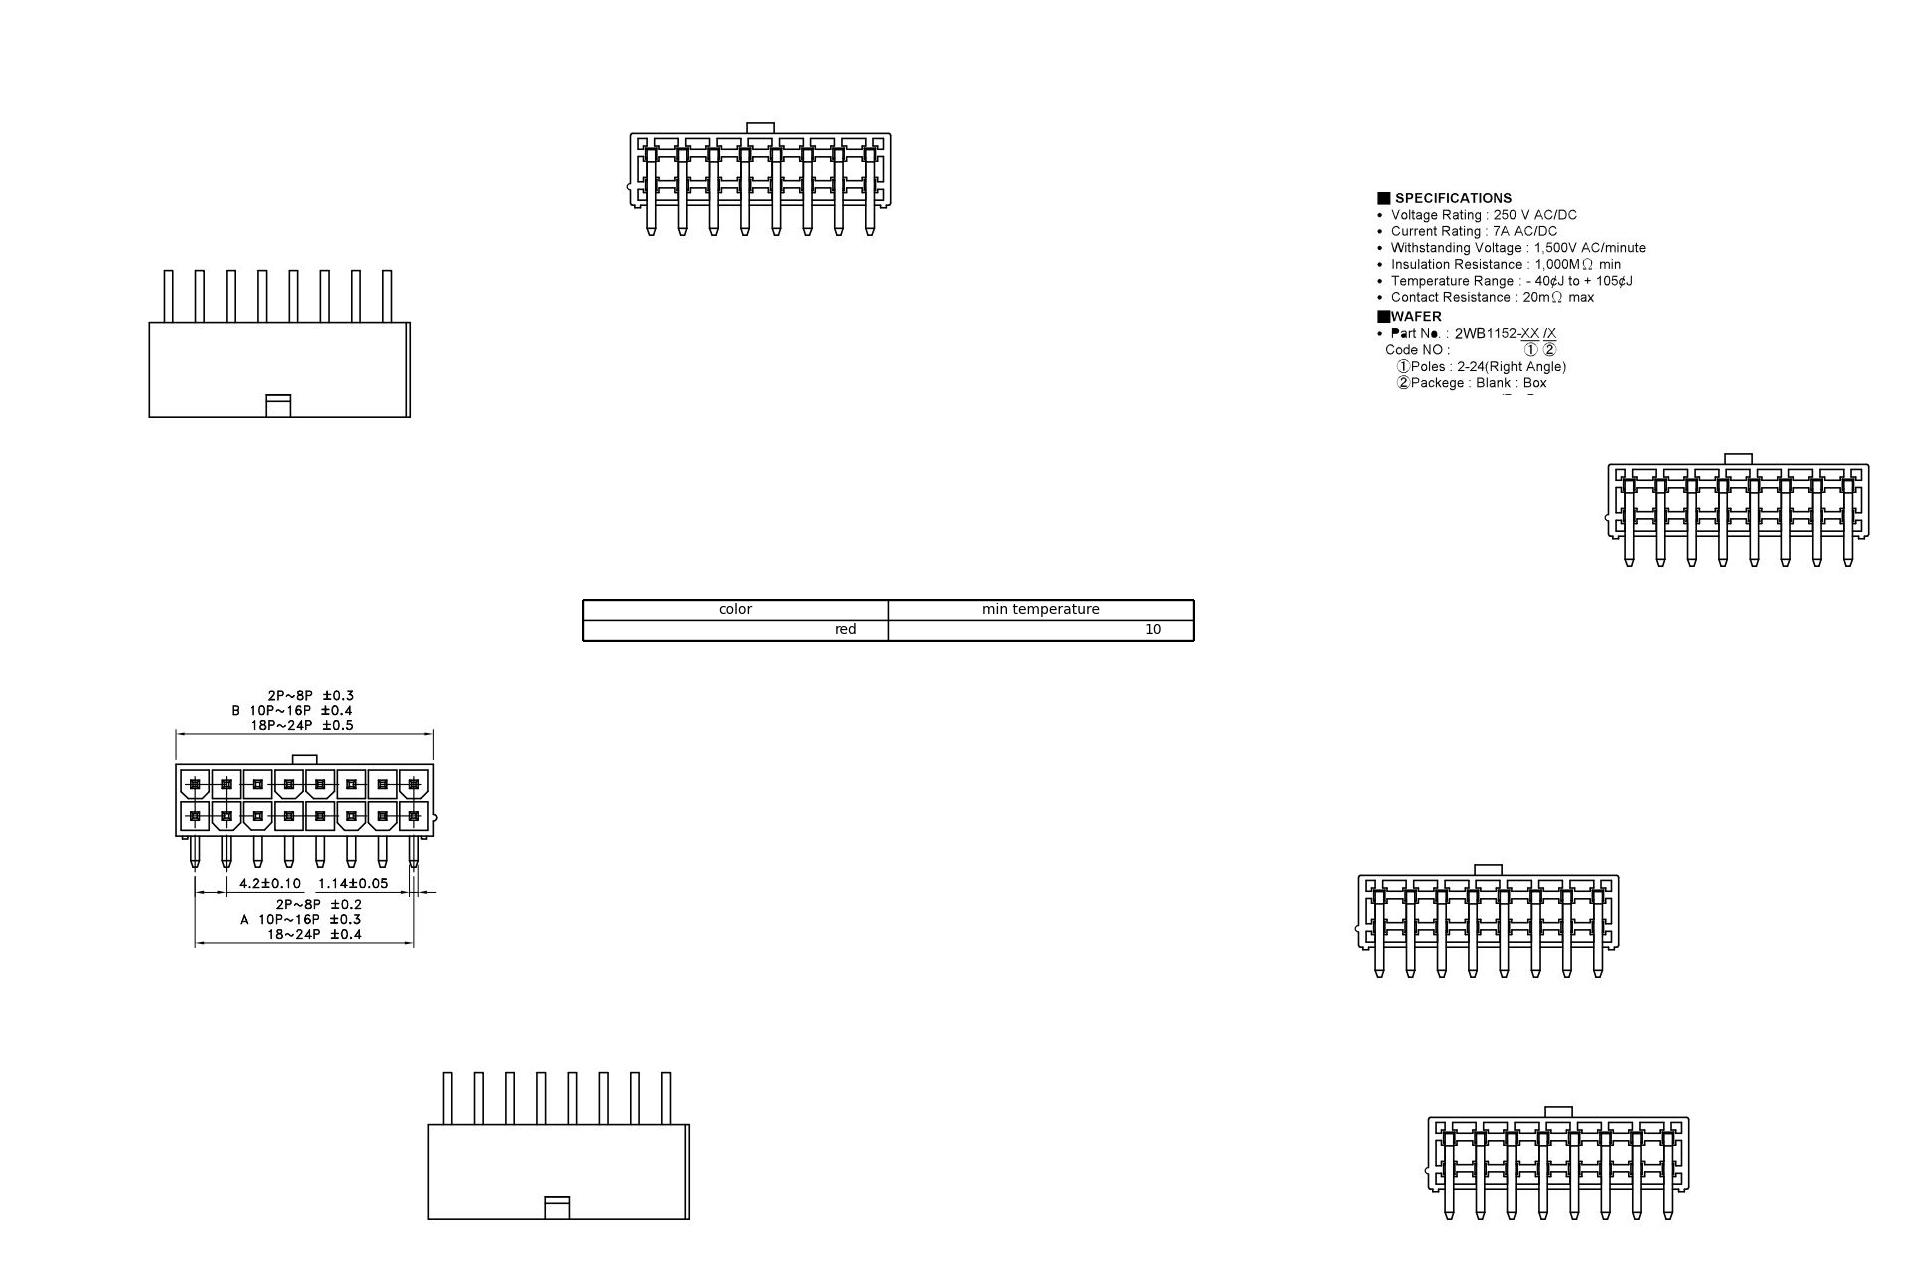 ■ SPECIFICATIONS
• Voltage Rating : 250 V AC/DC
• Current Rating : 7A AC/DC
• Withstanding Voltage : 1,500V AC/minute
• Insulation Resistance : 1,000MΩ min
• Temperature Range : - 40¢J to + 105¢J
• Contact Resistance : 20mΩ max
■WAFER
• Part No. : 2WB1152-XX /X
Code NO : ① ②
①Poles : 2-24(Right Angle)
②Packege : Blank : Box
color min temperature
red 10
2P~8P ±0.3
B 10P~16P ±0.4
18P~24P ±0.5
4.2±0.10 1.14±0.05
2P~8P ±0.2
A 10P~16P ±0.3
18~24P ±0.4